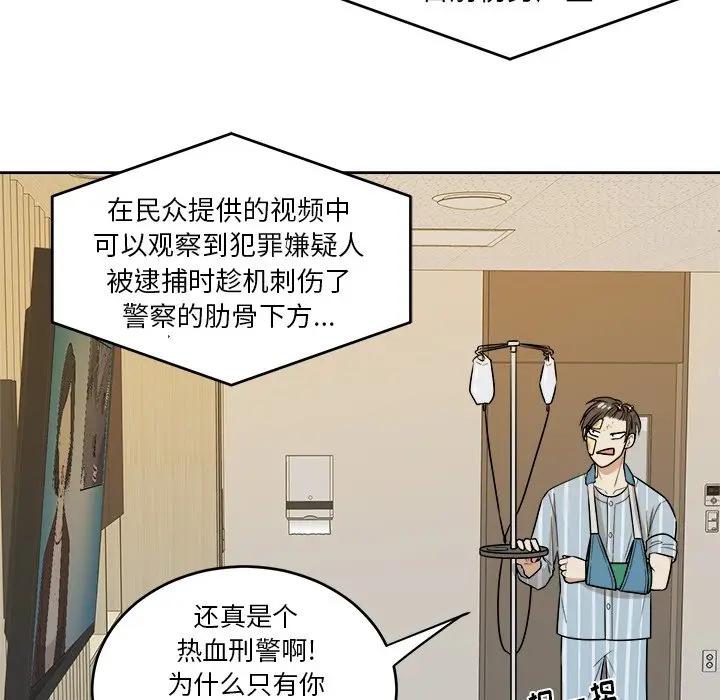 在民众提供的视频中
可以观察到犯罪嫌疑人
被逮捕时趁机刺伤了
警察的肋骨下方...
还真是个
热血刑警啊!
为什么只有你